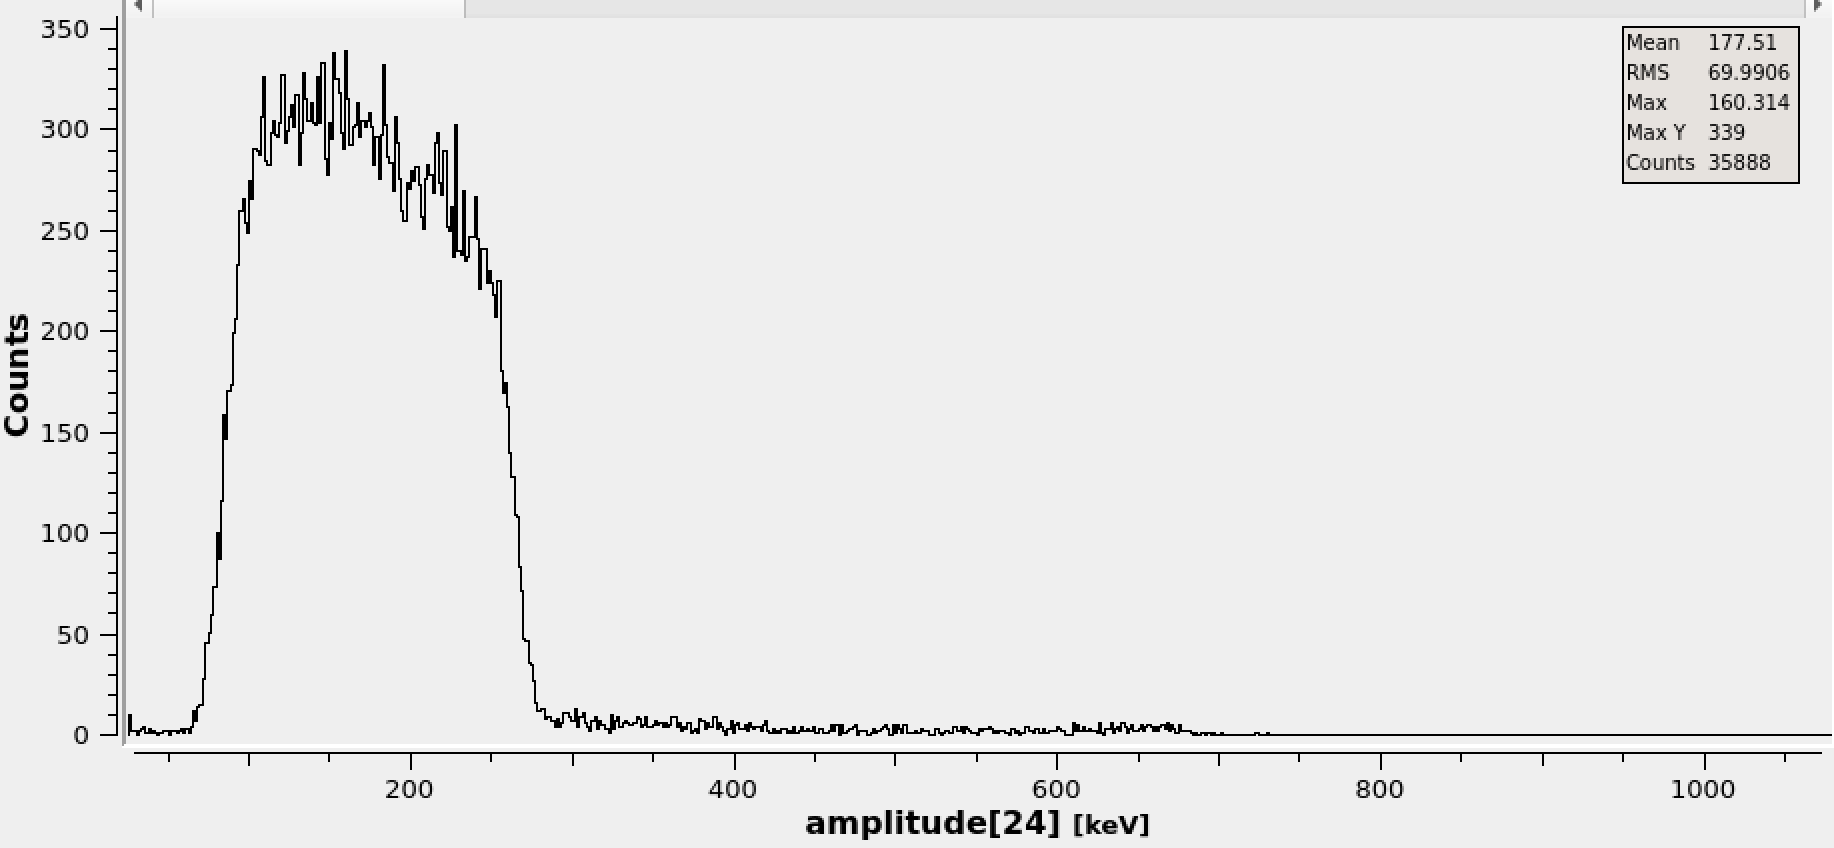 350
300
250
200
150
100
50
0
Counts
Mean 177.51
RMS 69.9906
Max 160.314
Max Y 339
Counts 35888
200 400 600 800 1000
amplitude[24] [keV]